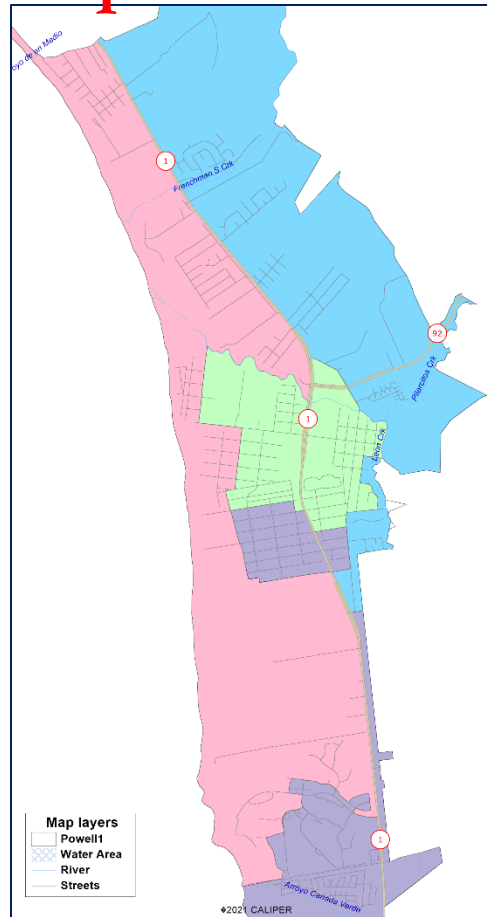 oyo de en Medio
1
Frenchman S Crk
92
Pilarcitos Crk
1
Leon Crk
1
Map layers
Powell1
Water Area
River
Streets
Arroyo Canada Verde
©2021 CALIPER